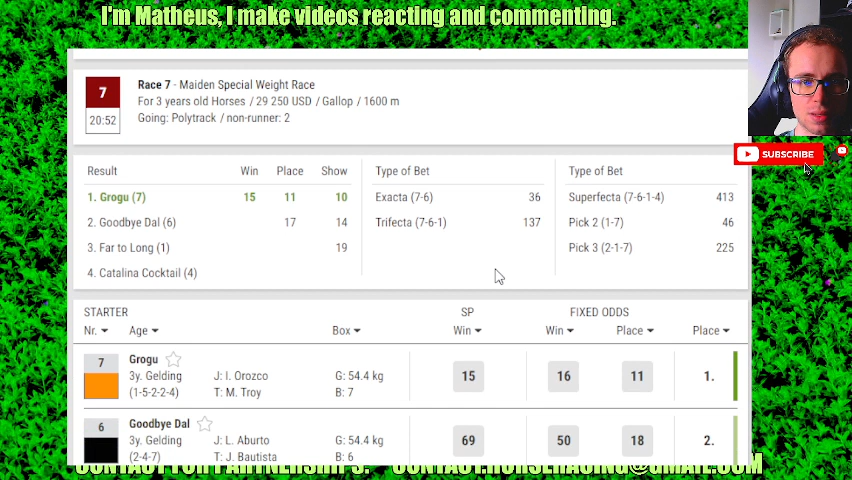 I'm Matheus, I make videos reacting and commenting.
7
20:52
Race 7 - Maiden Special Weight Race
For 3 years old Horses / 29 250 USD / Gallop / 1600 m
Going: Polytrack / non-runner: 2
SUBSCRIBE
Result Win Place Show Type of Bet Type of Bet
1. Grogu (7) 15 11 10 Exacta (7-6) 36 Superfecta (7-6-1-4) 413
2. Goodbye Dal (6) 17 14 Trifecta (7-6-1) 137 Pick 2 (1-7) 46
3. Far to Long (1) 19 Pick 3 (2-1-7) 225
4. Catalina Cocktail (4)
STARTER SP FIXED ODDS
Nr. Age Box Win Win Place Place
7 Grogu
3y. Gelding J: I. Orozco G: 54.4 kg 15 16 11 1.
(1-5-2-2-4) T: M. Troy B: 7
6 Goodbye Dal
3y. Gelding J: L. Aburto G: 54.4 kg 69 50 18 2.
(2-4-7) T: J. Bautista B: 6
CONTACT FOR PARTNERSHIPS: CONTACT.HORSERACING@GMAIL.COM